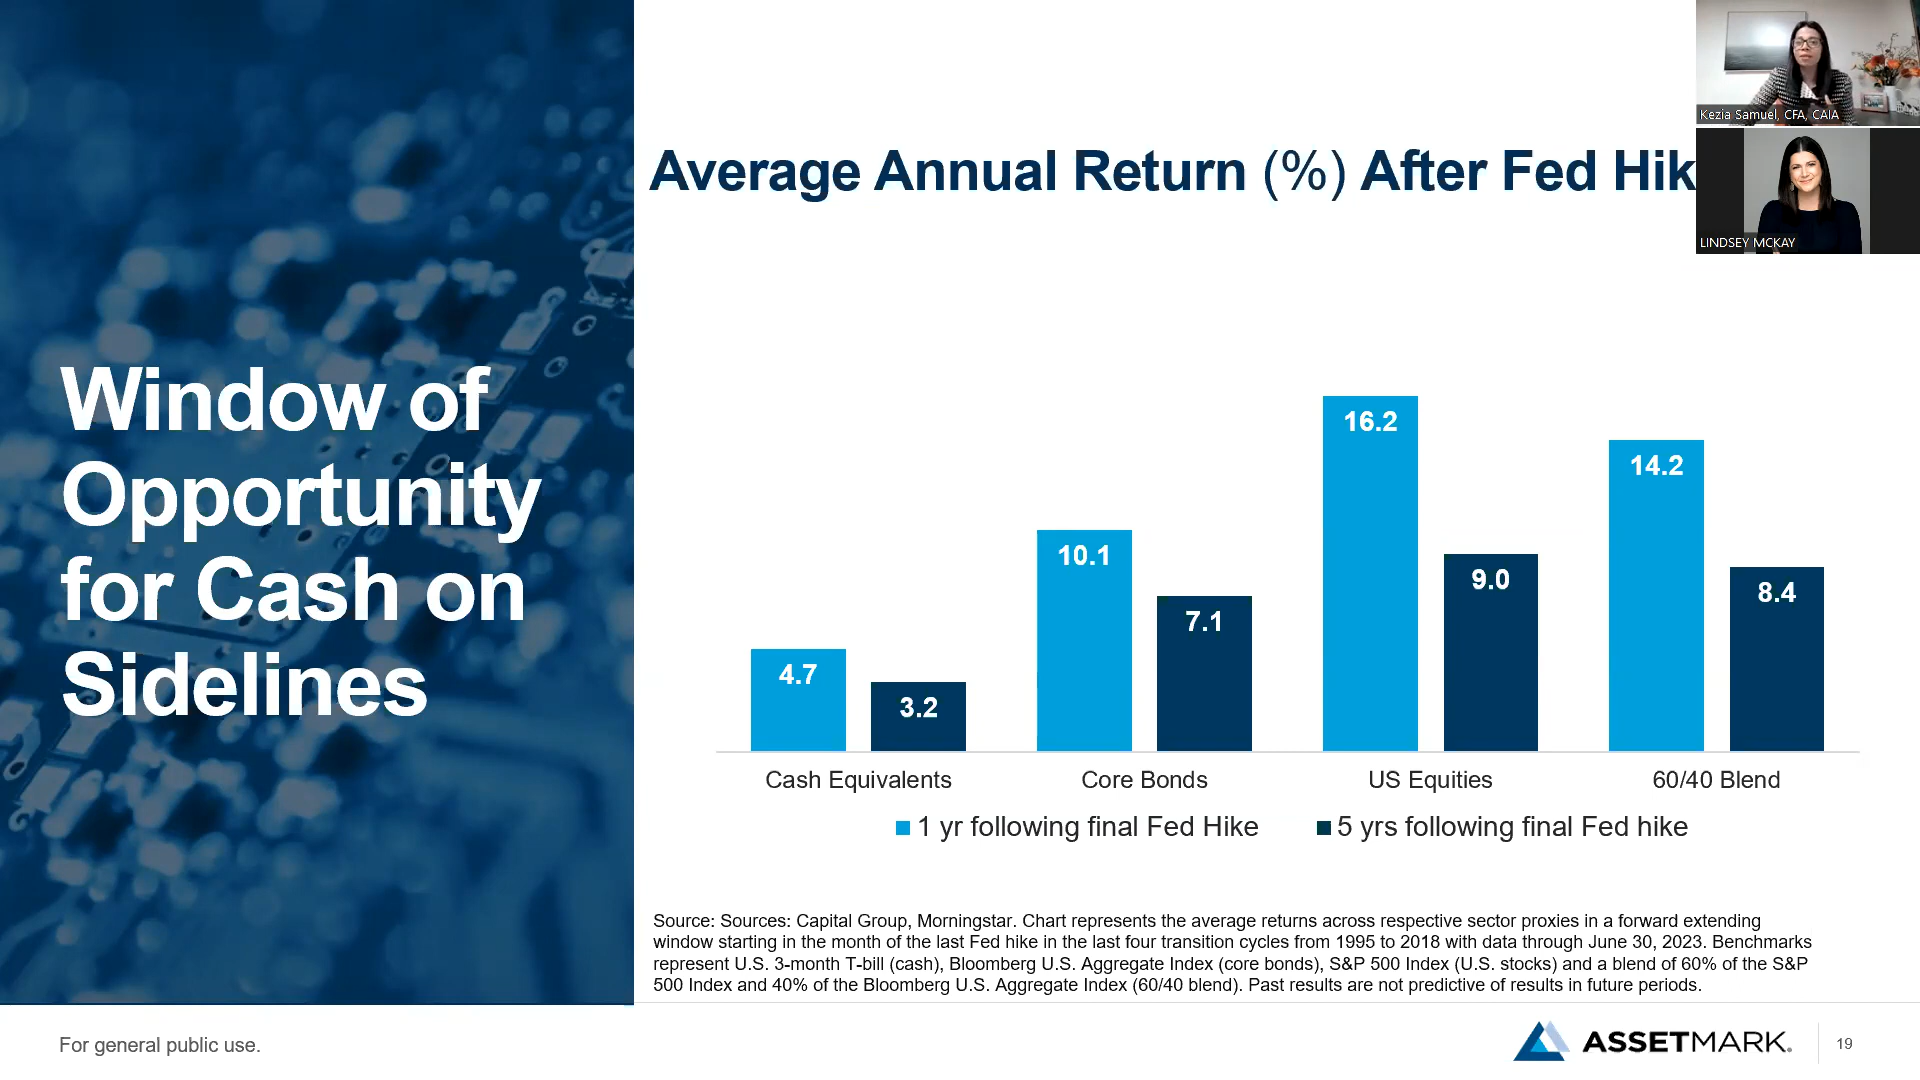 Window of
Opportunity
for Cash on
Sidelines
Average Annual Return (%) After Fed Hik
Kezia Samuel, CFA, CAIA
LINDSEY MCKAY
4.7
3.2
10.1
7.1
16.2
9.0
14.2
8.4
Cash Equivalents
Core Bonds
US Equities
60/40 Blend
1 yr following final Fed Hike
5 yrs following final Fed hike
Source: Sources: Capital Group, Morningstar. Chart represents the average returns across respective sector proxies in a forward extending
window starting in the month of the last Fed hike in the last four transition cycles from 1995 to 2018 with data through June 30, 2023. Benchmarks
represent U.S. 3-month T-bill (cash), Bloomberg U.S. Aggregate Index (core bonds), S&P 500 Index (U.S. stocks) and a blend of 60% of the S&P
500 Index and 40% of the Bloomberg U.S. Aggregate Index (60/40 blend). Past results are not predictive of results in future periods.
For general public use.
ASSETMARK.
19